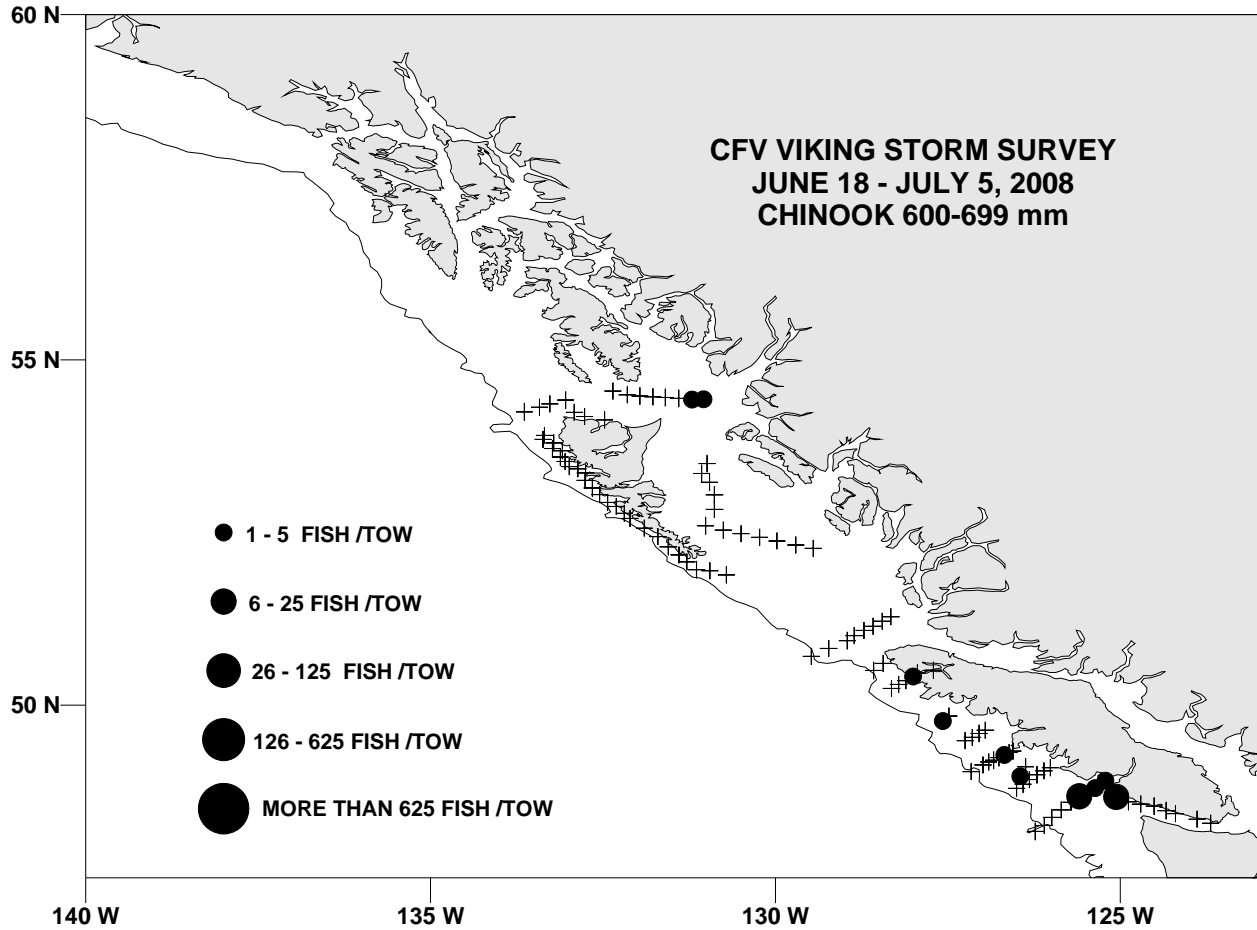 60 N
CFV VIKING STORM SURVEY
JUNE 18 - JULY 5, 2008
CHINOOK 600-699 mm
55 N
1 - 5 FISH /TOW
6 - 25 FISH /TOW
26 - 125 FISH /TOW
50 N
126 - 625 FISH /TOW
MORE THAN 625 FISH /TOW
140 W
135 W
130 W
125 W